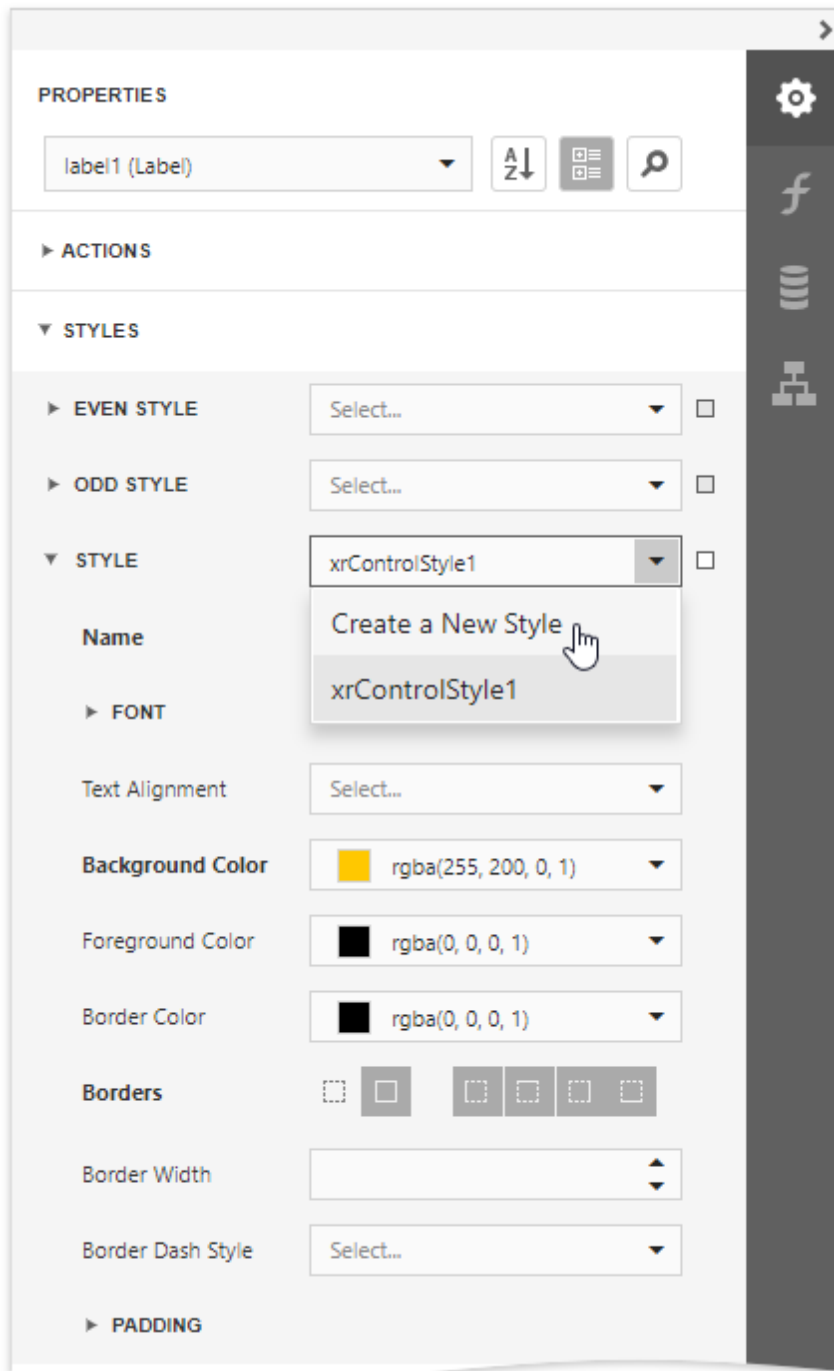 PROPERTIES
label1 (Label)
A
Z
ACTIONS
STYLES
EVEN STYLE Select...
ODD STYLE Select...
STYLE xrControlStyle1
Create a New Style
Name
xrControlStyle1
FONT
Text Alignment Select...
Background Color rgba(255, 200, 0, 1)
Foreground Color rgba(0, 0, 0, 1)
Border Color rgba(0, 0, 0, 1)
Borders
Border Width
Border Dash Style Select...
PADDING